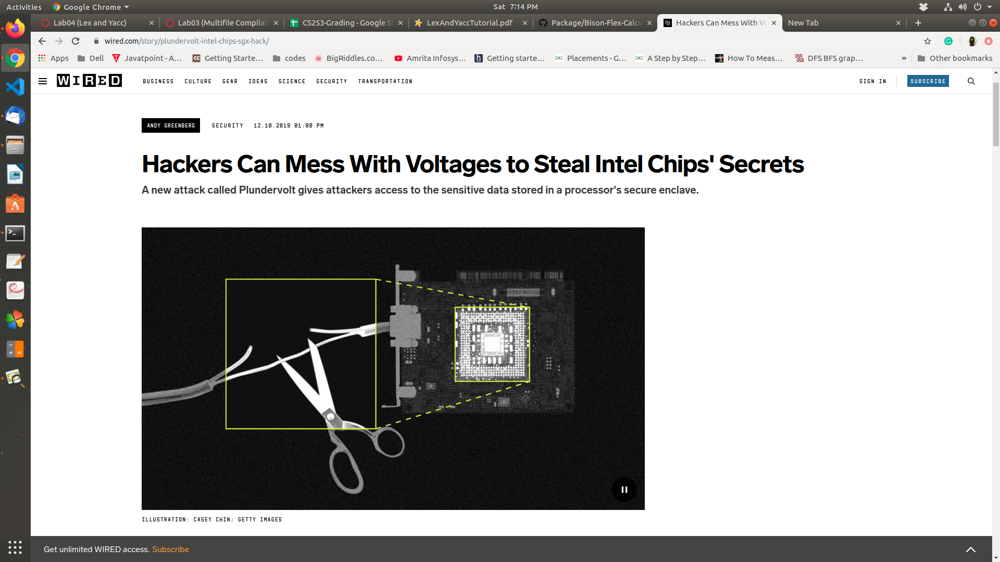 Activities Google Chrome Sat 7:14 PM
Lab04 (Lex and Yacc) Lab03 (Multifile Compilat CS253-Grading - Google S LexAndYaccTutorial.pdf Package/Bison-Flex-Calcu Hackers Can Mess With Vo New Tab
wired.com/story/plundervolt-intel-chips-sgx-hack/
Apps Dell Javatpoint - A... Getting Starte... codes BigRiddles.co... Amrita Infosys... Getting starte... Placements - G... A Step by Step... How To Meas... DFS BFS grap... » Other bookmarks
WIRED BUSINESS CULTURE GEAR IDEAS SCIENCE SECURITY TRANSPORTATION SIGN IN SUBSCRIBE
ANDY GREENBERG SECURITY 12.10.2019 01:00 PM
Hackers Can Mess With Voltages to Steal Intel Chips' Secrets
A new attack called Plundervolt gives attackers access to the sensitive data stored in a processor's secure enclave.
ILLUSTRATION: CASEY CHIN; GETTY IMAGES
Get unlimited WIRED access. Subscribe